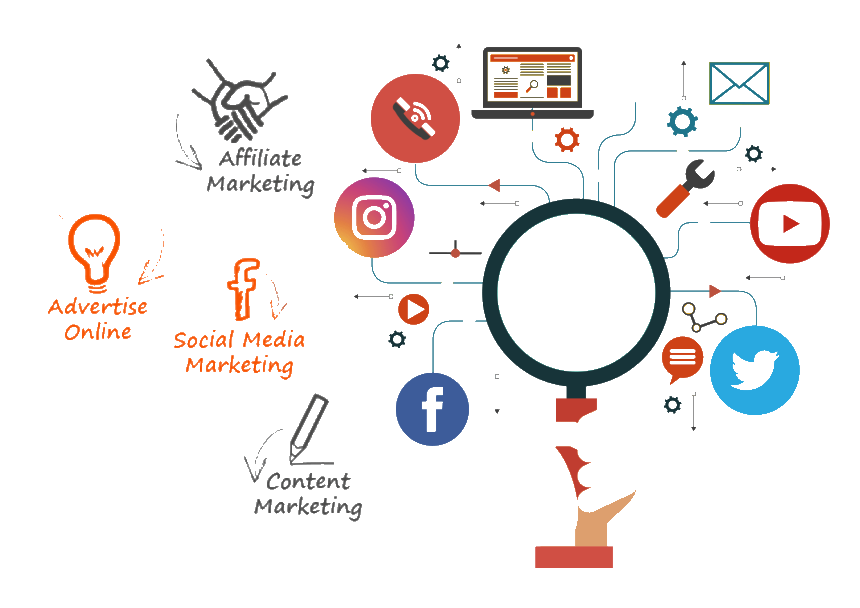 Affiliate
Marketing
Advertise
Online
Social Media
Marketing
Content
Marketing